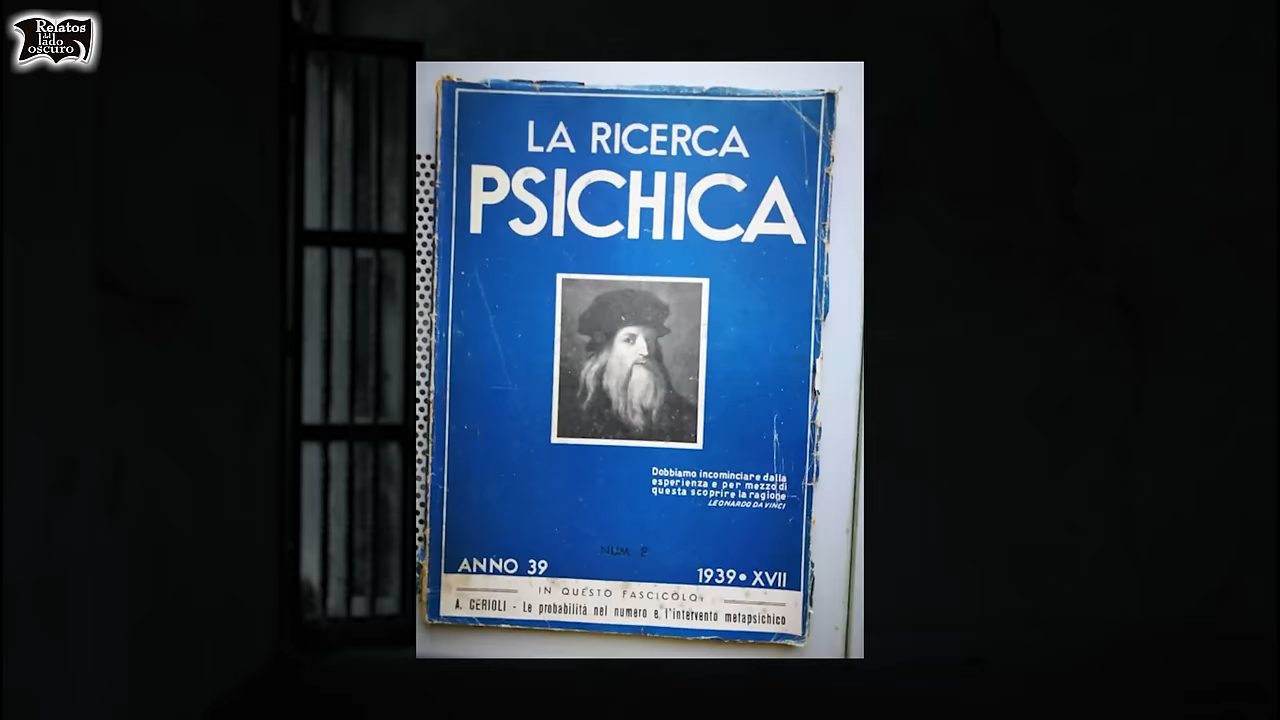 Relatos
del
lado
oscuro
LA RICERCA
PSICHICA
Dobbiamo incominciare dalla
esperienza e per mezzo di
questa scoprire la ragione
LEONARDO DA VINCI
NUM 2
ANNO 39
1939 • XVII
IN QUESTO FASCICOLO:
A. GERIOLI - Le probabilità nel numero e l'intervento metapsichico